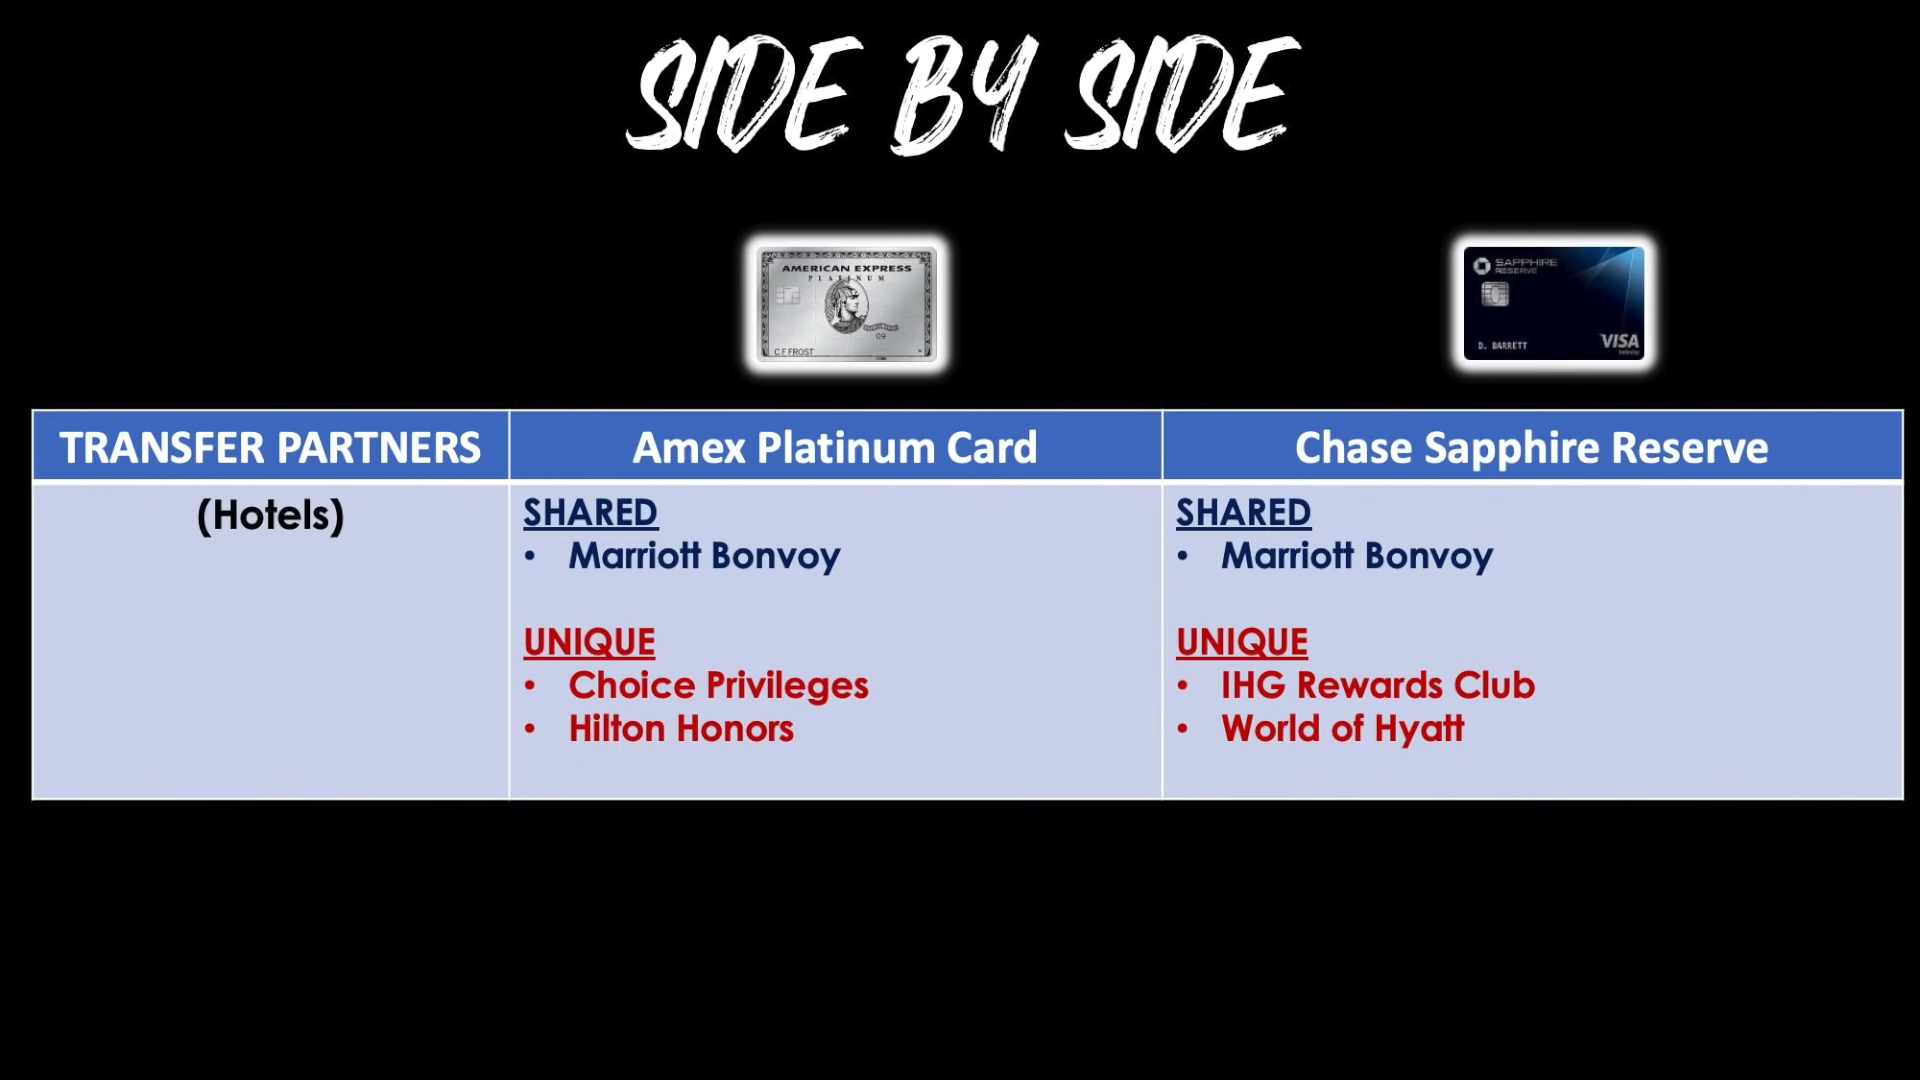 SIDE BY SIDE
AMERICAN EXPRESS
PLATINUM
09
C F FROST
SAPPHIRE
RESERVE
D. BARRETT
VISA
Infinite
TRANSFER PARTNERS
Amex Platinum Card
Chase Sapphire Reserve
(Hotels)
SHARED
• Marriott Bonvoy
UNIQUE
• Choice Privileges
• Hilton Honors
SHARED
• Marriott Bonvoy
UNIQUE
• IHG Rewards Club
• World of Hyatt